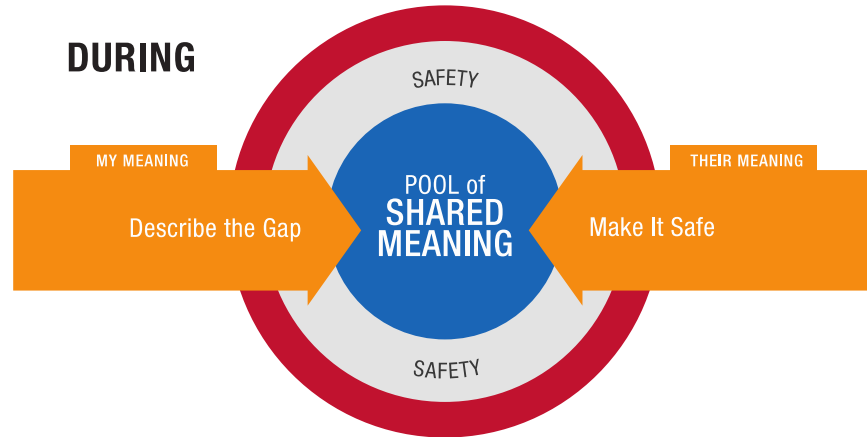 DURING
SAFETY
MY MEANING
THEIR MEANING
Describe the Gap
POOL of
SHARED
MEANING
Make It Safe
SAFETY